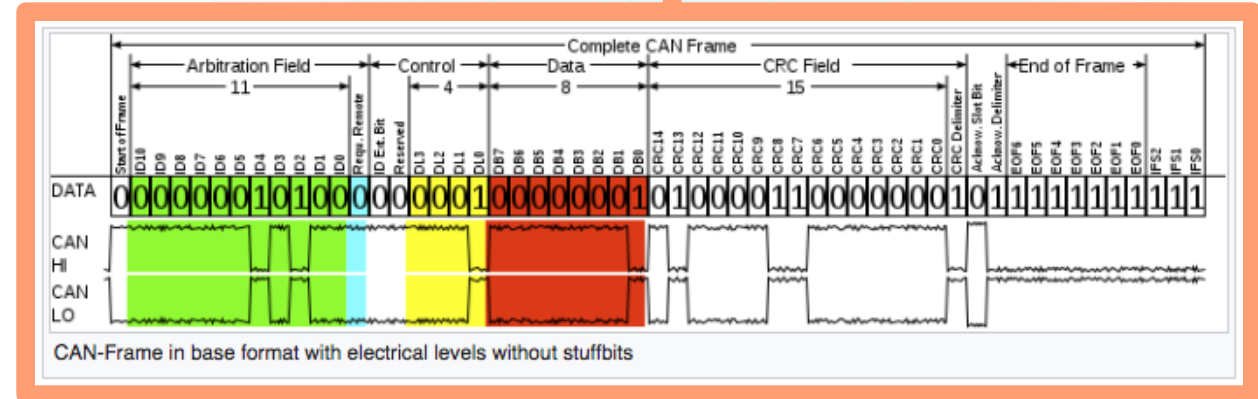 Complete CAN Frame
Arbitration Field Control Data CRC Field End of Frame
11 4 8 15
Start of Frame
ID10
ID9
ID8
ID7
ID6
ID5
ID4
ID3
ID2
ID1
ID0
Requ. Remote
ID Ext. Bit
Reserved
DL3
DL2
DL1
DL0
DB7
DB6
DB5
DB4
DB3
DB2
DB1
DB0
CRC14
CRC13
CRC12
CRC11
CRC10
CRC9
CRC8
CRC7
CRC6
CRC5
CRC4
CRC3
CRC2
CRC1
CRC0
CRC Delimiter
Acknow. Slot Bit
Acknow. Delimiter
EOF6
EOF5
EOF4
EOF3
EOF2
EOF1
EOF0
IFS2
IFS1
IFS0
DATA 0 0 0 0 0 0 0 1 0 1 0 0 0 0 0 0 0 0 1 0 0 0 0 0 0 0 1 0 1 0 0 0 0 1 1 0 0 0 0 0 0 0 1 0 1 1 1 1 1 1 1 1 1 1 1
CAN
HI
CAN
LO
CAN-Frame in base format with electrical levels without stuffbits